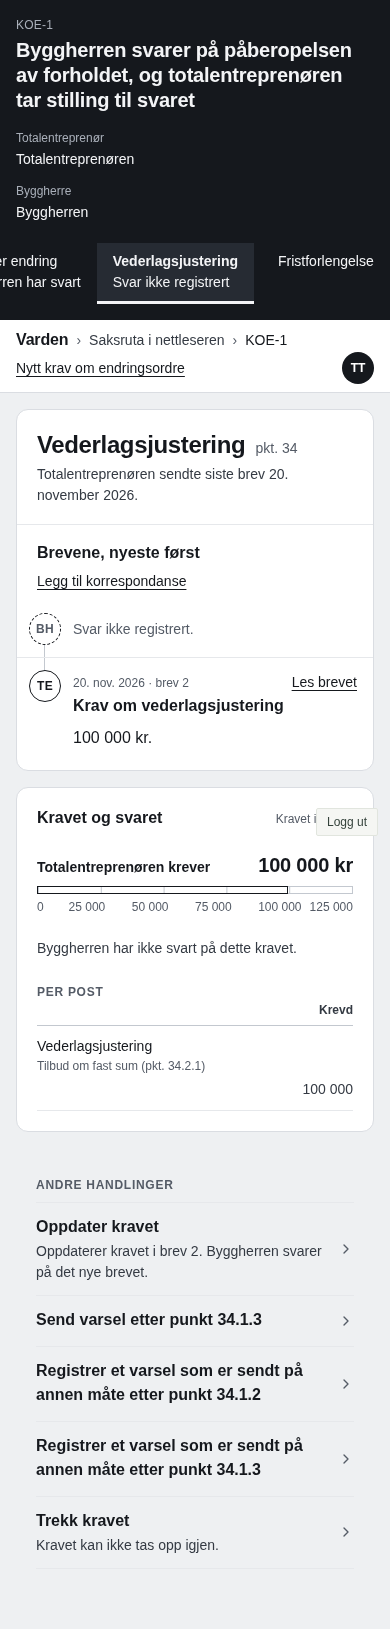 KOE-1
Byggherren svarer på påberopelsen
av forholdet, og totalentreprenøren
tar stilling til svaret
Totalentreprenør
Totalentreprenøren
Byggherre
Byggherren
endring
Vederlagsjustering
Fristforlengelse
har svart
Svar ikke registrert
Varden › Saksruta i nettleseren › KOE-1
Nytt krav om endringsordre
TT
Vederlagsjustering pkt. 34
Totalentreprenøren sendte siste brev 20.
november 2026.
Brevene, nyeste først
Legg til korrespondanse
BH
Svar ikke registrert.
TE
20. nov. 2026 · brev 2
Les brevet
Krav om vederlagsjustering
100 000 kr.
Kravet og svaret
Kravet
Logg ut
Totalentreprenøren krever
100 000 kr
0 25 000 50 000 75 000 100 000 125 000
Byggherren har ikke svart på dette kravet.
PER POST
Krevd
Vederlagsjustering
Tilbud om fast sum (pkt. 34.2.1)
100 000
ANDRE HANDLINGER
Oppdater kravet
Oppdaterer kravet i brev 2. Byggherren svarer
på det nye brevet.
Send varsel etter punkt 34.1.3
Registrer et varsel som er sendt på
annen måte etter punkt 34.1.2
Registrer et varsel som er sendt på
annen måte etter punkt 34.1.3
Trekk kravet
Kravet kan ikke tas opp igjen.